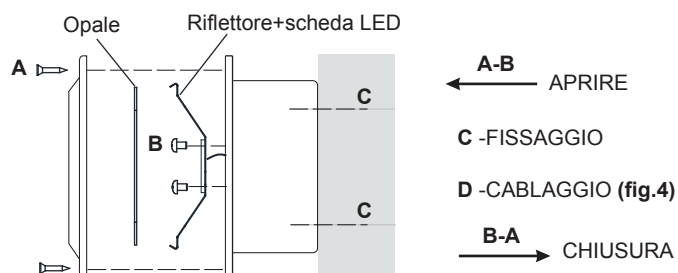 Opale
Riflettore+scheda LED
A
B
C
C
A-B
APRIRE
C -FISSAGGIO
D -CABLAGGIO (fig.4)
B-A
CHIUSURA